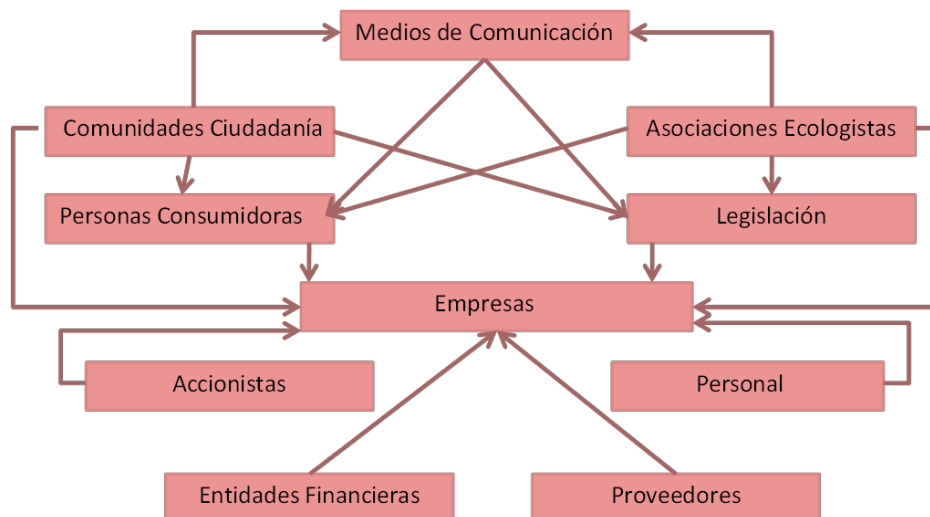 Medios de Comunicación
Comunidades Ciudadanía
Asociaciones Ecologistas
Personas Consumidoras
Legislación
Empresas
Accionistas
Personal
Entidades Financieras
Proveedores